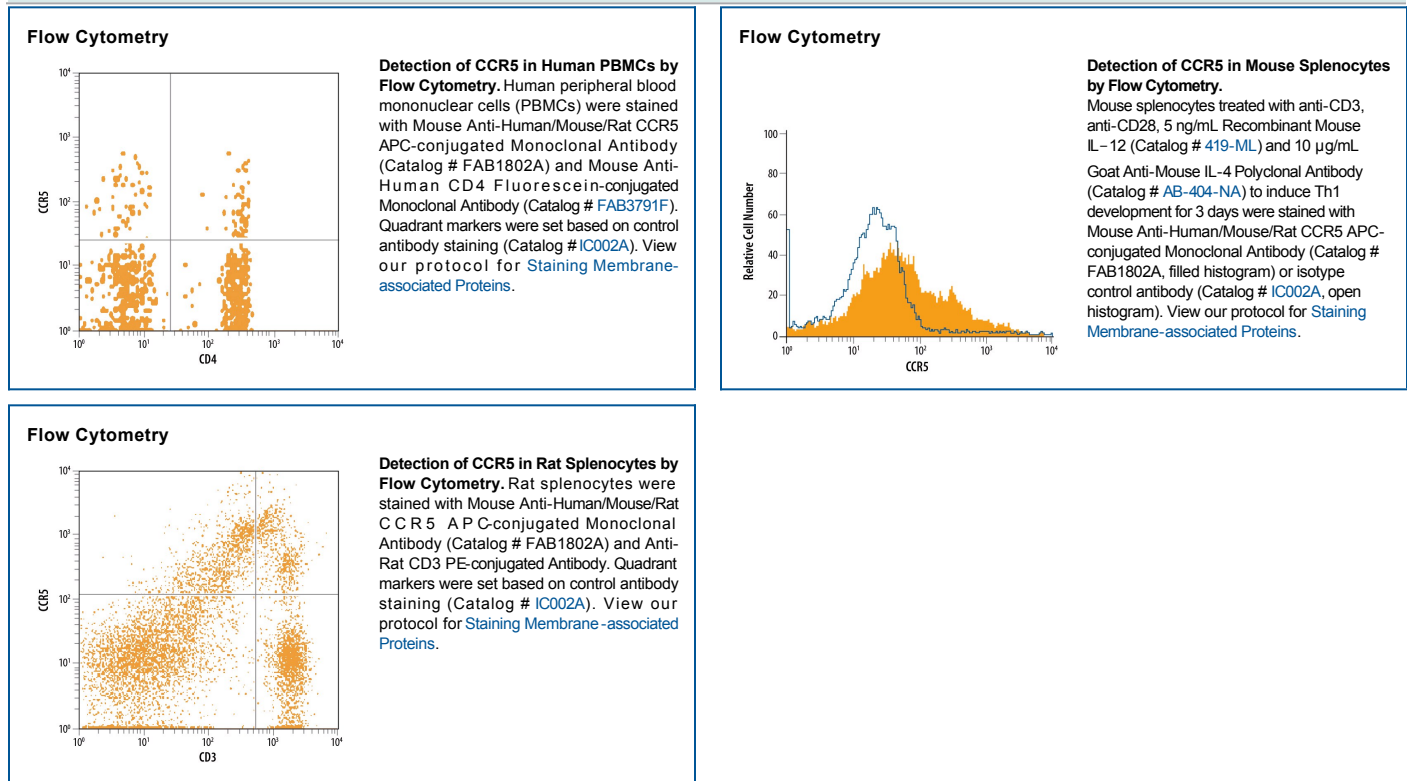 Flow Cytometry
10⁴
10³
10²
10¹
10⁰
CCR5
10⁰ 10¹ 10² 10³ 10⁴
CD4
Detection of CCR5 in Human PBMCs by
Flow Cytometry. Human peripheral blood
mononuclear cells (PBMCs) were stained
with Mouse Anti-Human/Mouse/Rat CCR5
APC-conjugated Monoclonal Antibody
(Catalog # FAB1802A) and Mouse Anti-
Human CD4 Fluorescein-conjugated
Monoclonal Antibody (Catalog # FAB3791F).
Quadrant markers were set based on control
antibody staining (Catalog # IC002A). View
our protocol for Staining Membrane-
associated Proteins.
Flow Cytometry
100
80
60
40
20
0
Relative Cell Number
10⁰ 10¹ 10² 10³ 10⁴
CCR5
Detection of CCR5 in Mouse Splenocytes
by Flow Cytometry.
Mouse splenocytes treated with anti-CD3,
anti-CD28, 5 ng/mL Recombinant Mouse
IL-12 (Catalog # 419-ML) and 10 µg/mL
Goat Anti-Mouse IL-4 Polyclonal Antibody
(Catalog # AB-404-NA) to induce Th1
development for 3 days were stained with
Mouse Anti-Human/Mouse/Rat CCR5 APC-
conjugated Monoclonal Antibody (Catalog #
FAB1802A, filled histogram) or isotype
control antibody (Catalog # IC002A, open
histogram). View our protocol for Staining
Membrane-associated Proteins.
Flow Cytometry
10⁴
10³
10²
10¹
10⁰
CCR5
10⁰ 10¹ 10² 10³ 10⁴
CD3
Detection of CCR5 in Rat Splenocytes by
Flow Cytometry. Rat splenocytes were
stained with Mouse Anti-Human/Mouse/Rat
CCR5 APC-conjugated Monoclonal
Antibody (Catalog # FAB1802A) and Anti-
Rat CD3 PE-conjugated Antibody. Quadrant
markers were set based on control antibody
staining (Catalog # IC002A). View our
protocol for Staining Membrane-associated
Proteins.